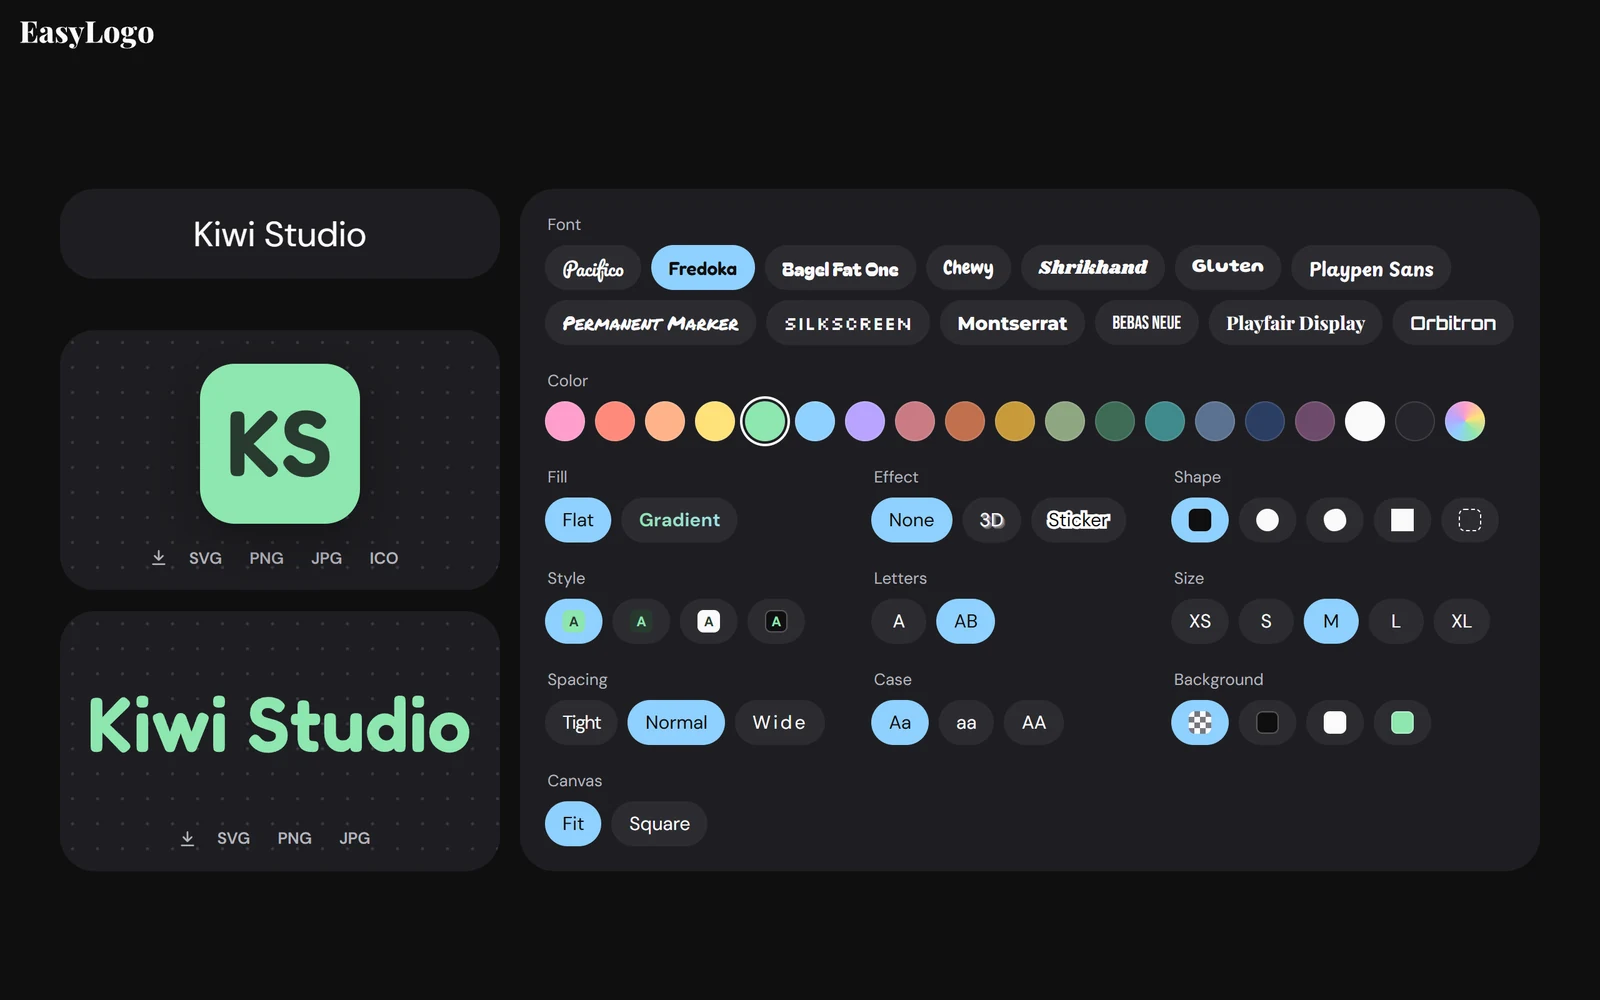 EasyLogo
Kiwi Studio
KS
SVG PNG JPG ICO
Kiwi Studio
SVG PNG JPG
Font
Pacifico Fredoka Bagel Fat One Chewy Shrikhand Gluten Playpen Sans
Permanent Marker SILKSCREEN Montserrat BEBAS NEUE Playfair Display Orbitron
Color
Fill Effect Shape
Flat Gradient None 3D Sticker
Style Letters Size
A A A A A AB XS S M L XL
Spacing Case Background
Tight Normal Wide Aa aa AA
Canvas
Fit Square